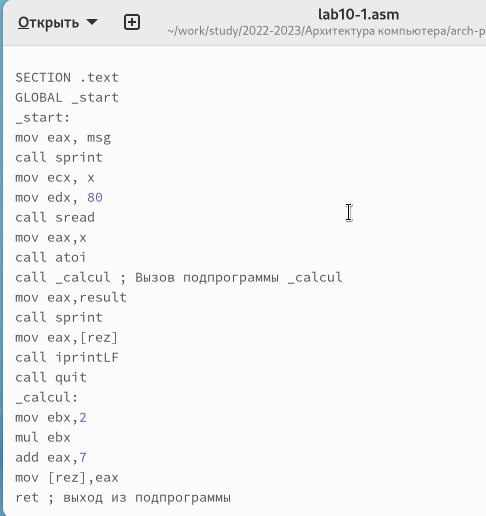 Открыть
lab10-1.asm
~/work/study/2022-2023/Архитектура компьютера/arch-p
SECTION .text
GLOBAL _start
_start:
mov eax, msg
call sprint
mov ecx, x
mov edx, 80
call sread
mov eax,x
call atoi
call _calcul ; Вызов подпрограммы _calcul
mov eax,result
call sprint
mov eax,[rez]
call iprintLF
call quit
_calcul:
mov ebx,2
mul ebx
add eax,7
mov [rez],eax
ret ; выход из подпрограммы